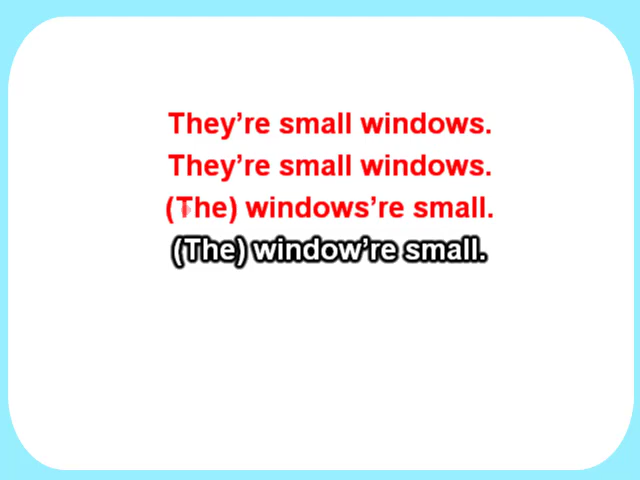 They’re small windows.
They’re small windows.
(The) windows’re small.
(The) window’re small.